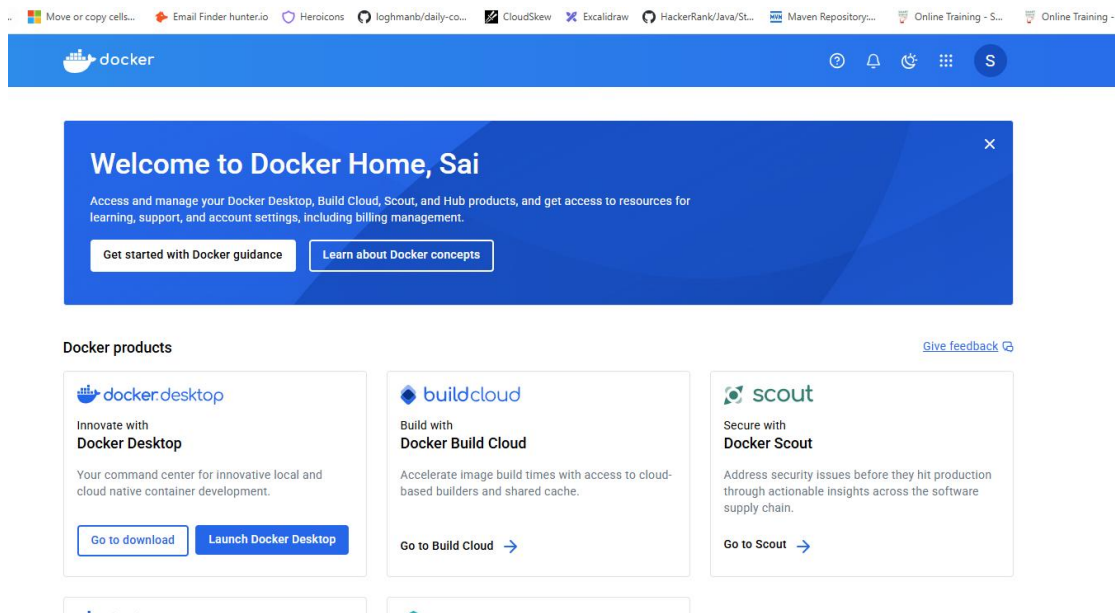 Move or copy cells... Email Finder hunter.io Heroicons loghmanb/daily-co... CloudSkew Excalidraw HackerRank/Java/St... Maven Repository:... Online Training - S... Online Training -
docker
S
Welcome to Docker Home, Sai
Access and manage your Docker Desktop, Build Cloud, Scout, and Hub products, and get access to resources for
learning, support, and account settings, including billing management.
Get started with Docker guidance Learn about Docker concepts
Docker products
Give feedback
docker.desktop
Innovate with
Docker Desktop
Your command center for innovative local and
cloud native container development.
Go to download Launch Docker Desktop
buildcloud
Build with
Docker Build Cloud
Accelerate image build times with access to cloud-
based builders and shared cache.
Go to Build Cloud
scout
Secure with
Docker Scout
Address security issues before they hit production
through actionable insights across the software
supply chain.
Go to Scout